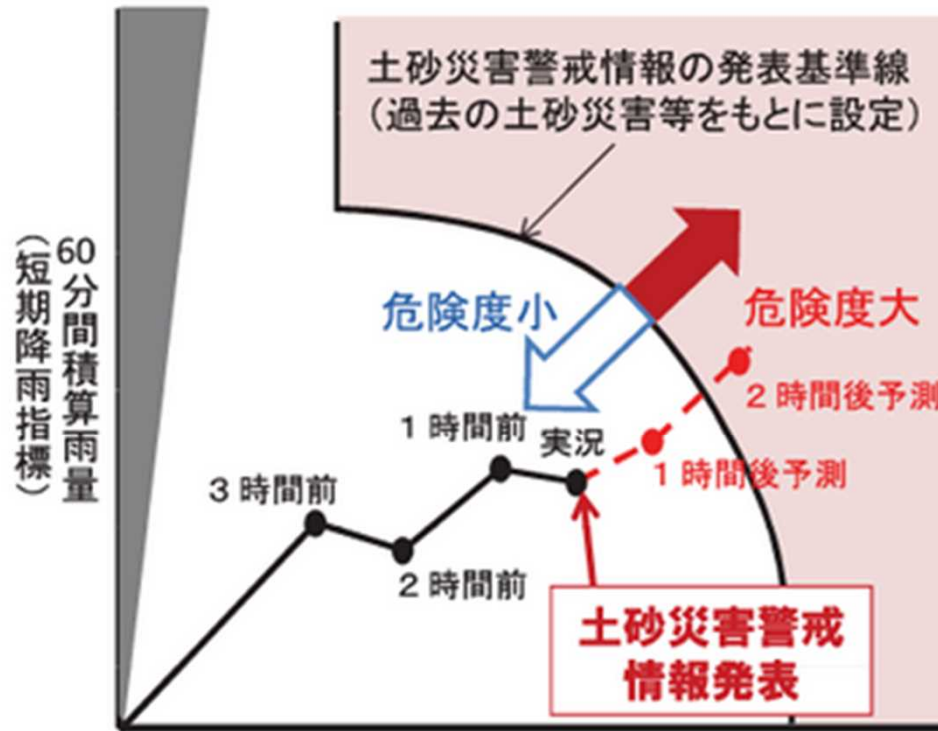 土砂災害警戒情報の発表基準線
（過去の土砂災害等をもとに設定）
60分間積算雨量
（短期降雨指標）
危険度小
危険度大
2時間後予測
1時間前
実況
1時間後予測
3時間前
2時間前
土砂災害警戒
情報発表